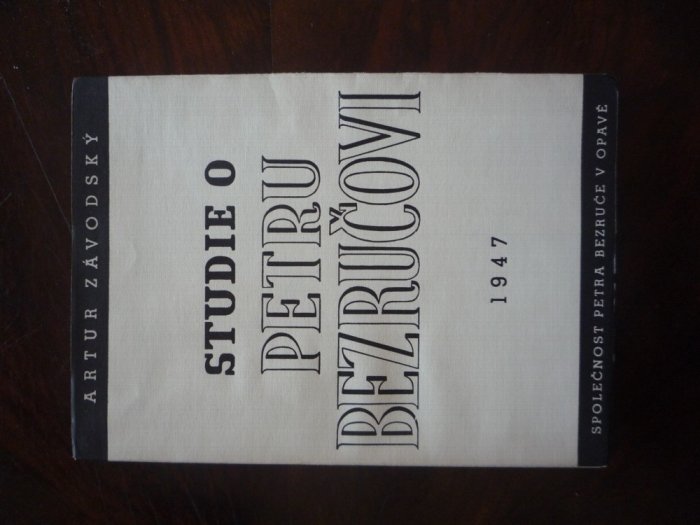 ARTUR ZÁVODSKÝ
STUDIE O
PETRU
BEZRUČOVI
1947
SPOLEČNOST PETRA BEZRUČE V OPAVĚ